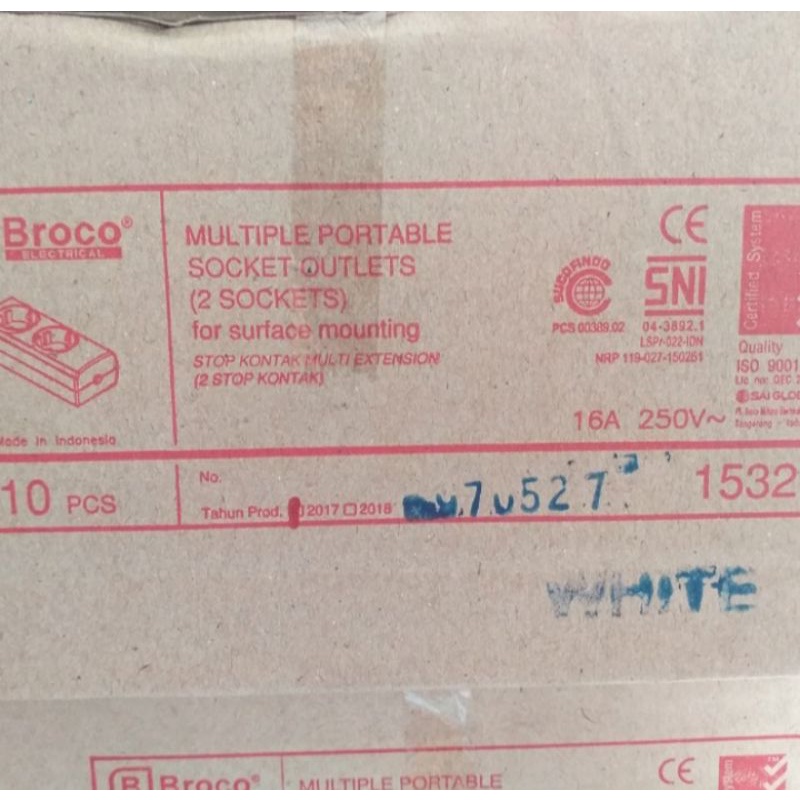 Broco®
ELECTRICAL
Made in Indonesia
MULTIPLE PORTABLE
SOCKET OUTLETS
(2 SOCKETS)
for surface mounting
STOP KONTAK MULTI EXTENSION
(2 STOP KONTAK)
SUCOFINDO
PCS 00389.02
CE
SNI
04-3892.1
LSPr-022-IDN
NRP 119-027-150251
16A 250V~
Certified System
Quality
ISO 9001
SAI GLOB
10 PCS
No.
Tahun Prod. 2017 ☐ 2018
1532
WHITE
Broco®
MULTIPLE PORTABLE
CE